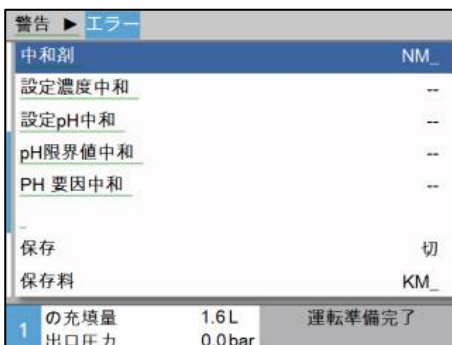 警告 ▶ エラー
中和剤 NM_
設定濃度中和 --
設定pH中和 --
pH限界値中和 --
PH 要因中和 --
_
保存 切
保存料 KM_
1 の充填量 1.6L 運転準備完了
出口圧力 0.0bar